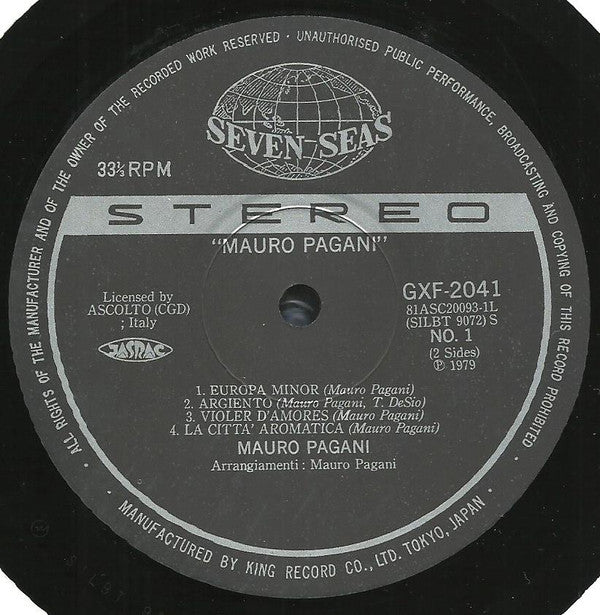 • ALL RIGHTS OF THE MANUFACTURER AND OF THE OWNER OF THE RECORDED WORK RESERVED • UNAUTHORISED PUBLIC PERFORMANCE, BROADCASTING AND COPYING OF THIS RECORD PROHIBITED •
SEVEN SEAS
33⅓ RPM
STEREO
"MAURO PAGANI"
Licensed by
ASCOLTO (CGD)
; Italy
JASRAC
GXF-2041
81ASC20093-1L
(SILBT 9072) S
NO. 1
(2 Sides)
Ⓟ 1979
1. EUROPA MINOR (Mauro Pagani)
2. ARGIENTO (Mauro Pagani, T. DeSio)
3. VIOLER D'AMORES (Mauro Pagani)
4. LA CITTA' AROMATICA (Mauro Pagani)
MAURO PAGANI
Arrangiamenti : Mauro Pagani
• MANUFACTURED BY KING RECORD CO., LTD. TOKYO, JAPAN •